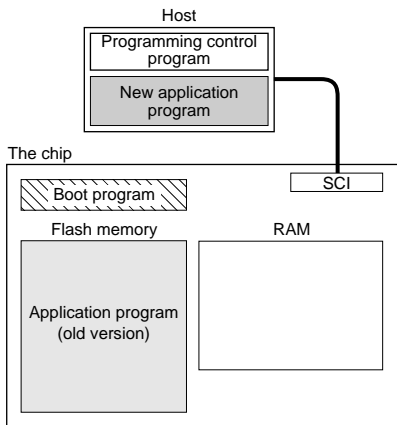 Host
Programming control
program
New application
program
The chip
SCI
Boot program
Flash memory
RAM
Application program
(old version)